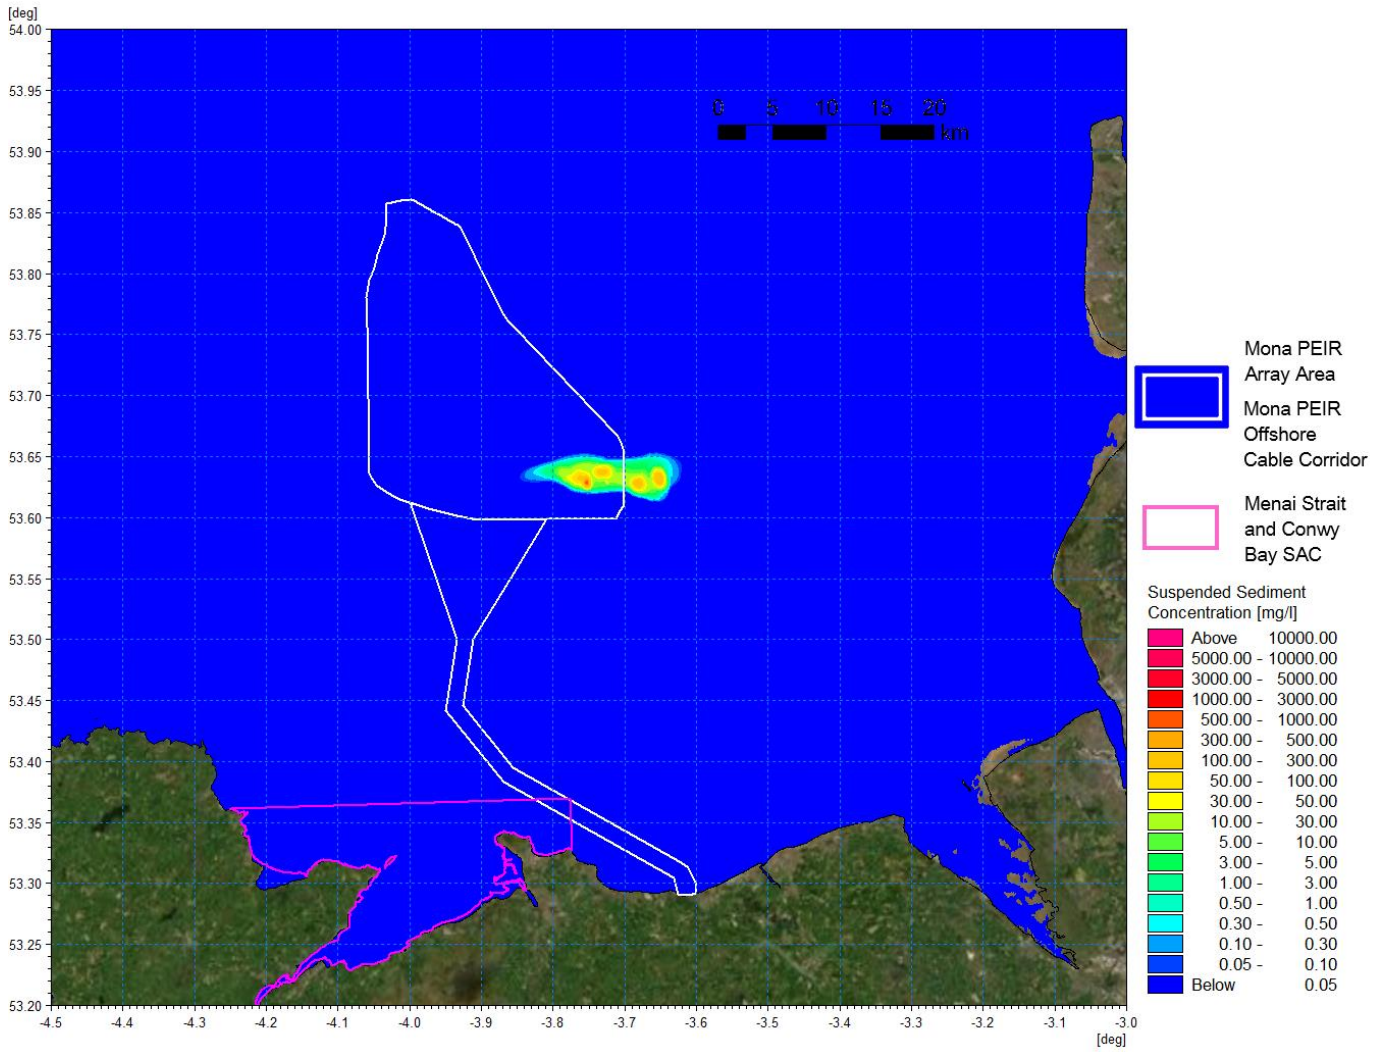 [deg]
54.00
53.95
53.90
53.85
53.80
53.75
53.70
53.65
53.60
53.55
53.50
53.45
53.40
53.35
53.30
53.25
53.20
0 5 10 15 20
km
-4.5 -4.4 -4.3 -4.2 -4.1 -4.0 -3.9 -3.8 -3.7 -3.6 -3.5 -3.4 -3.3 -3.2 -3.1 -3.0
[deg]
Mona PEIR
Array Area
Mona PEIR
Offshore
Cable Corridor
Menai Strait
and Conwy
Bay SAC
Suspended Sediment
Concentration [mg/l]
Above 10000.00
5000.00 - 10000.00
3000.00 - 5000.00
1000.00 - 3000.00
500.00 - 1000.00
300.00 - 500.00
100.00 - 300.00
50.00 - 100.00
30.00 - 50.00
10.00 - 30.00
5.00 - 10.00
3.00 - 5.00
1.00 - 3.00
0.50 - 1.00
0.30 - 0.50
0.10 - 0.30
0.05 - 0.10
Below 0.05